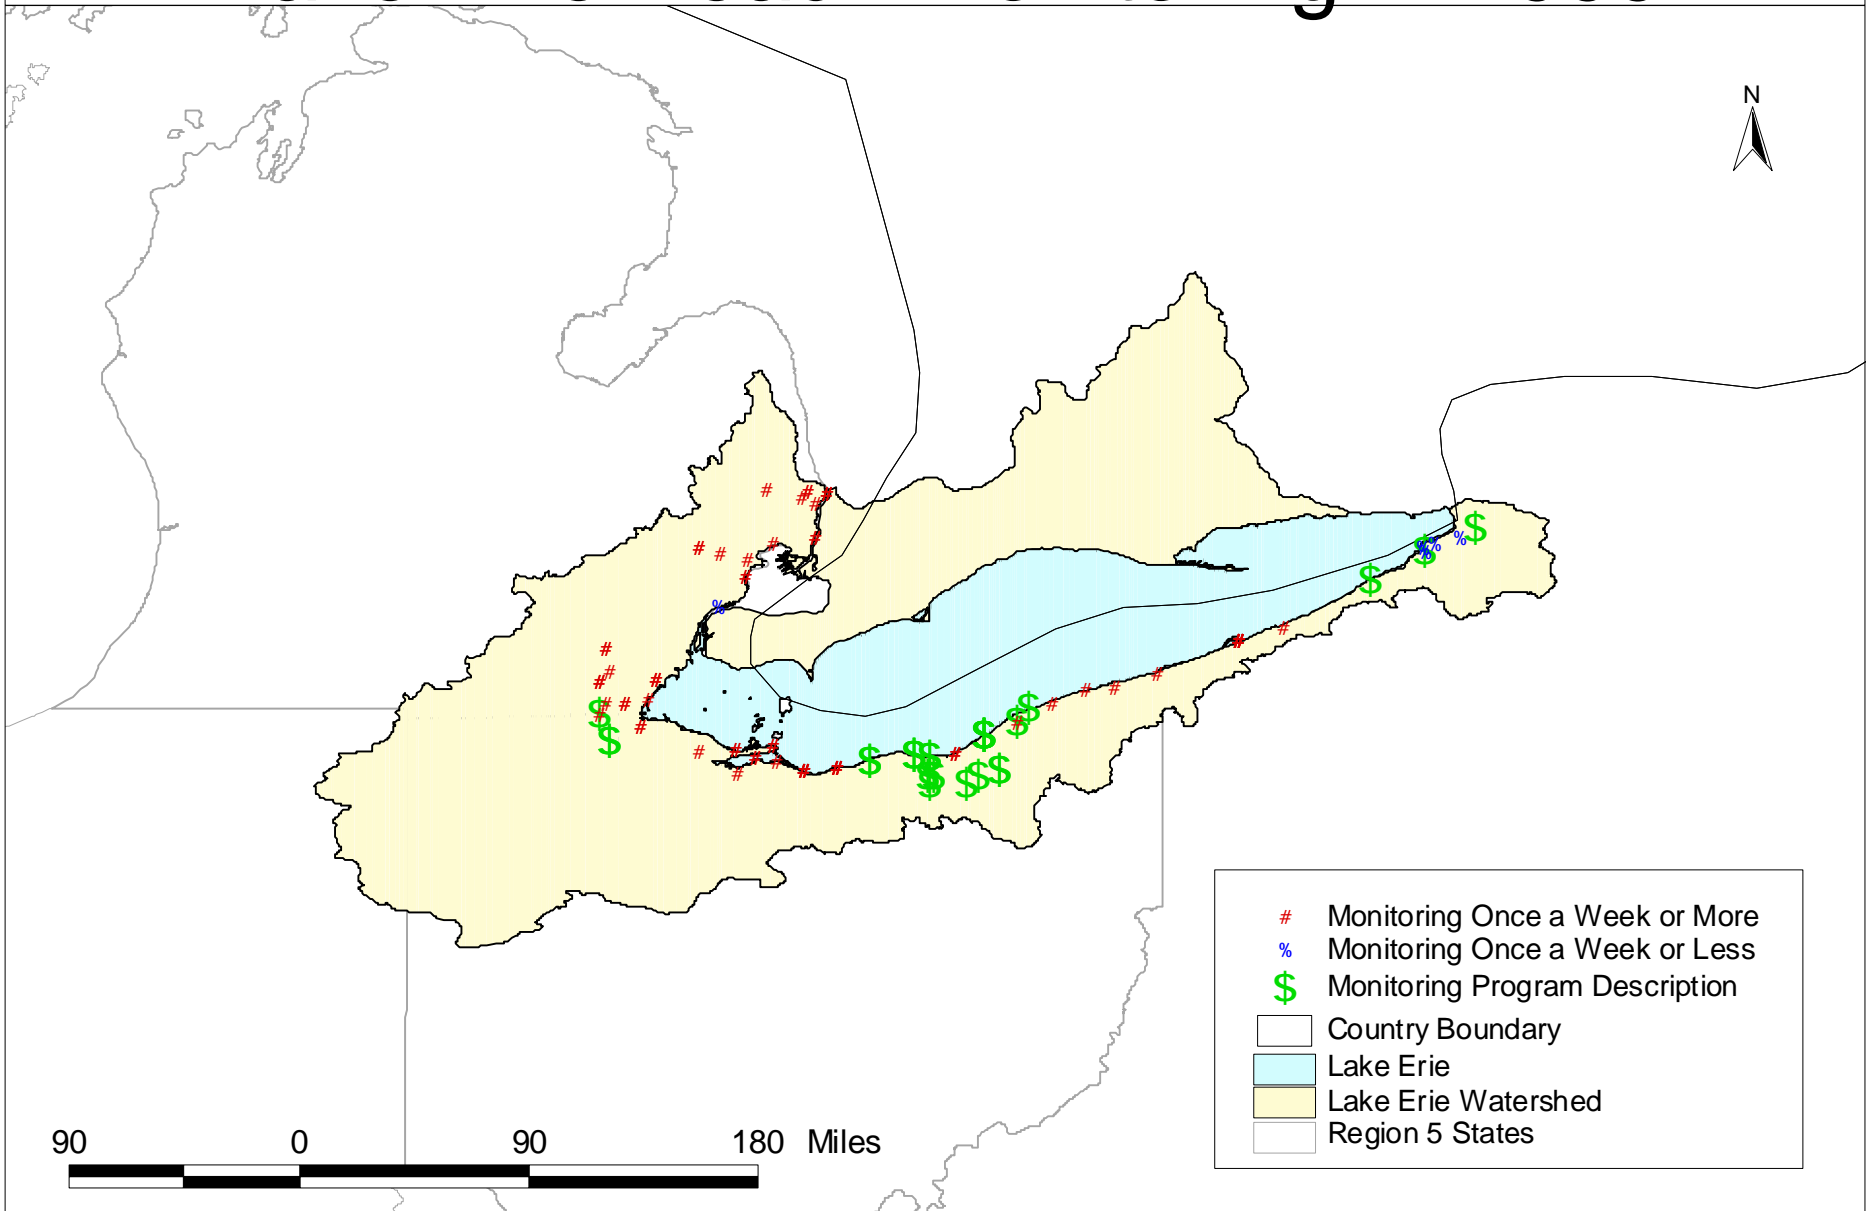 N
# Monitoring Once a Week or More
% Monitoring Once a Week or Less
$ Monitoring Program Description
Country Boundary
Lake Erie
Lake Erie Watershed
Region 5 States
90 0 90 180 Miles